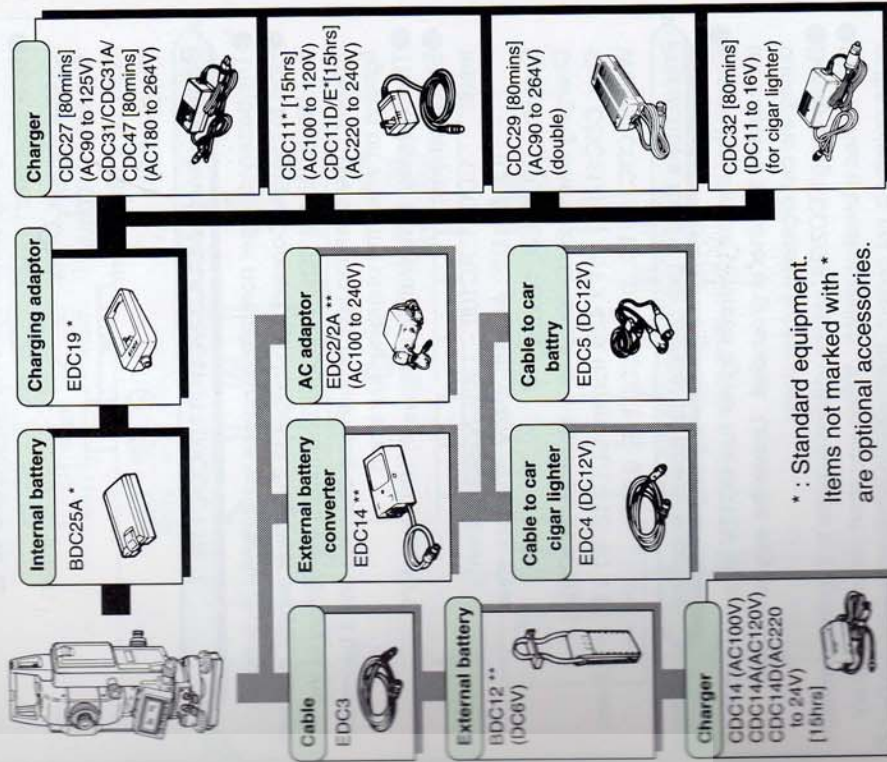 Internal battery
BDC25A *
Charging adaptor
EDC19 *
Charger
CDC27 [80mins]
(AC90 to 125V)
CDC31/CDC31A/
CDC47 [80mins]
(AC180 to 264V)
CDC11* [15hrs]
(AC100 to 120V)
CDC11D/E*[15hrs]
(AC220 to 240V)
CDC29 [80mins]
(AC90 to 264V)
(double)
CDC32 [80mins]
(DC11 to 16V)
(for cigar lighter)
Cable
EDC3
External battery
converter
EDC14 **
AC adaptor
EDC2/2A **
(AC100 to 240V)
External battery
BDC12 **
(DC6V)
Cable to car
cigar lighter
EDC4 (DC12V)
Cable to car
battry
EDC5 (DC12V)
Charger
CDC14 (AC100V)
CDC14A(AC120V)
CDC14D(AC220
to 24V)
[15hrs]
* : Standard equipment.
Items not marked with *
are optional accessories.